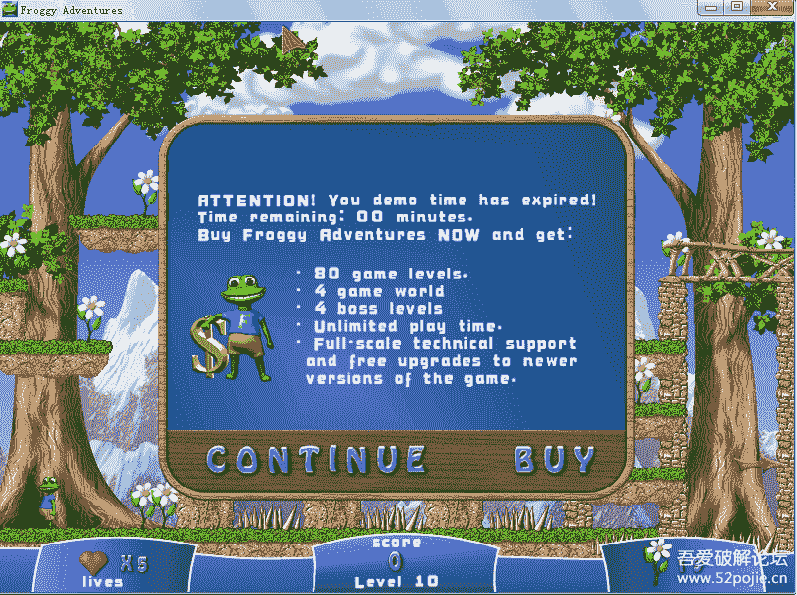 Froggy Adventures
ATTENTION! You demo time has expired!
Time remaining: 00 minutes.
Buy Froggy Adventures NOW and get:
· 80 game levels.
· 4 game world
· 4 boss levels
· Unlimited play time.
· Full-scale technical support
and free upgrades to newer
versions of the game.
CONTINUE BUY
X5
lives
score
0
Level 10
吾爱破解论坛
www.52pojie.cn